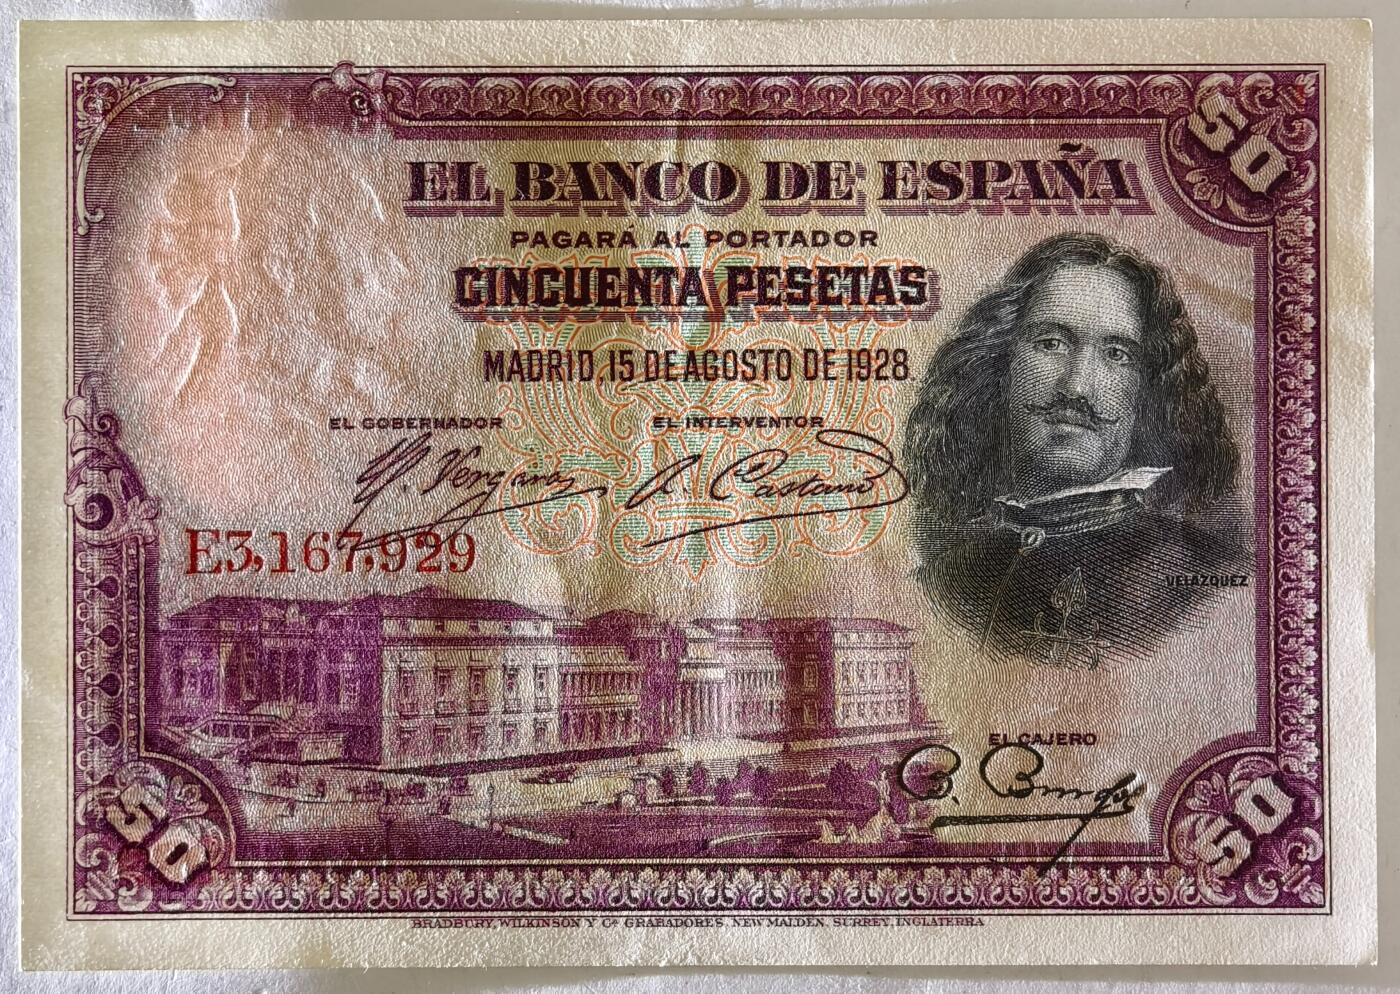 50
EL BANCO DE ESPAÑA
PAGARÁ AL PORTADOR
CINCUENTA PESETAS
MADRID, 15 DE AGOSTO DE 1928.
EL GOBERNADOR EL INTERVENTOR
E3,167,929
VELAZQUEZ
EL CAJERO
50 50
BRADBURY, WILKINSON Y Cª GRABADORES, NEW MALDEN, SURREY, INGLATERRA